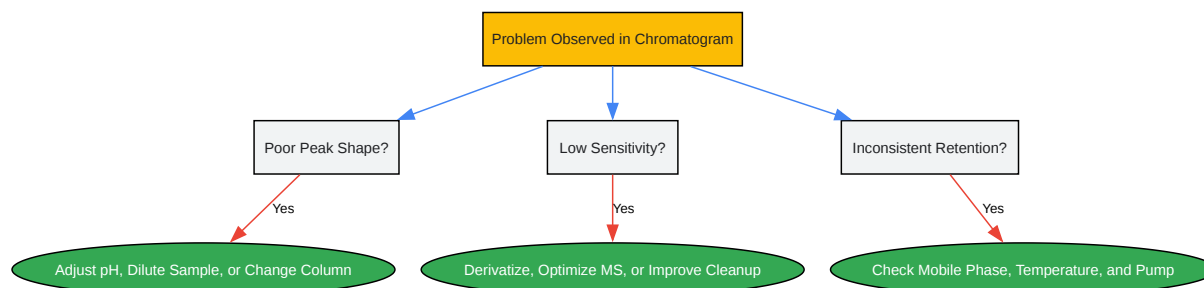 Problem Observed in Chromatogram
Poor Peak Shape?
Low Sensitivity?
Inconsistent Retention?
Yes
Yes
Yes
Adjust pH, Dilute Sample, or Change Column
Derivatize, Optimize MS, or Improve Cleanup
Check Mobile Phase, Temperature, and Pump